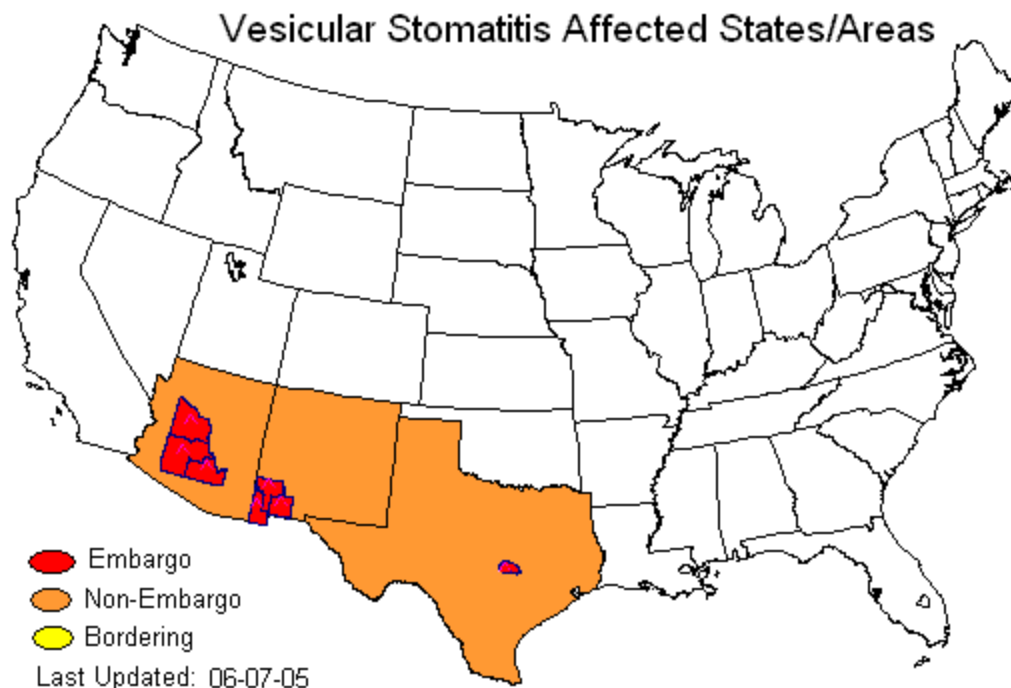 Vesicular Stomatitis Affected States/Areas
Embargo
Non-Embargo
Bordering
Last Updated: 06-07-05